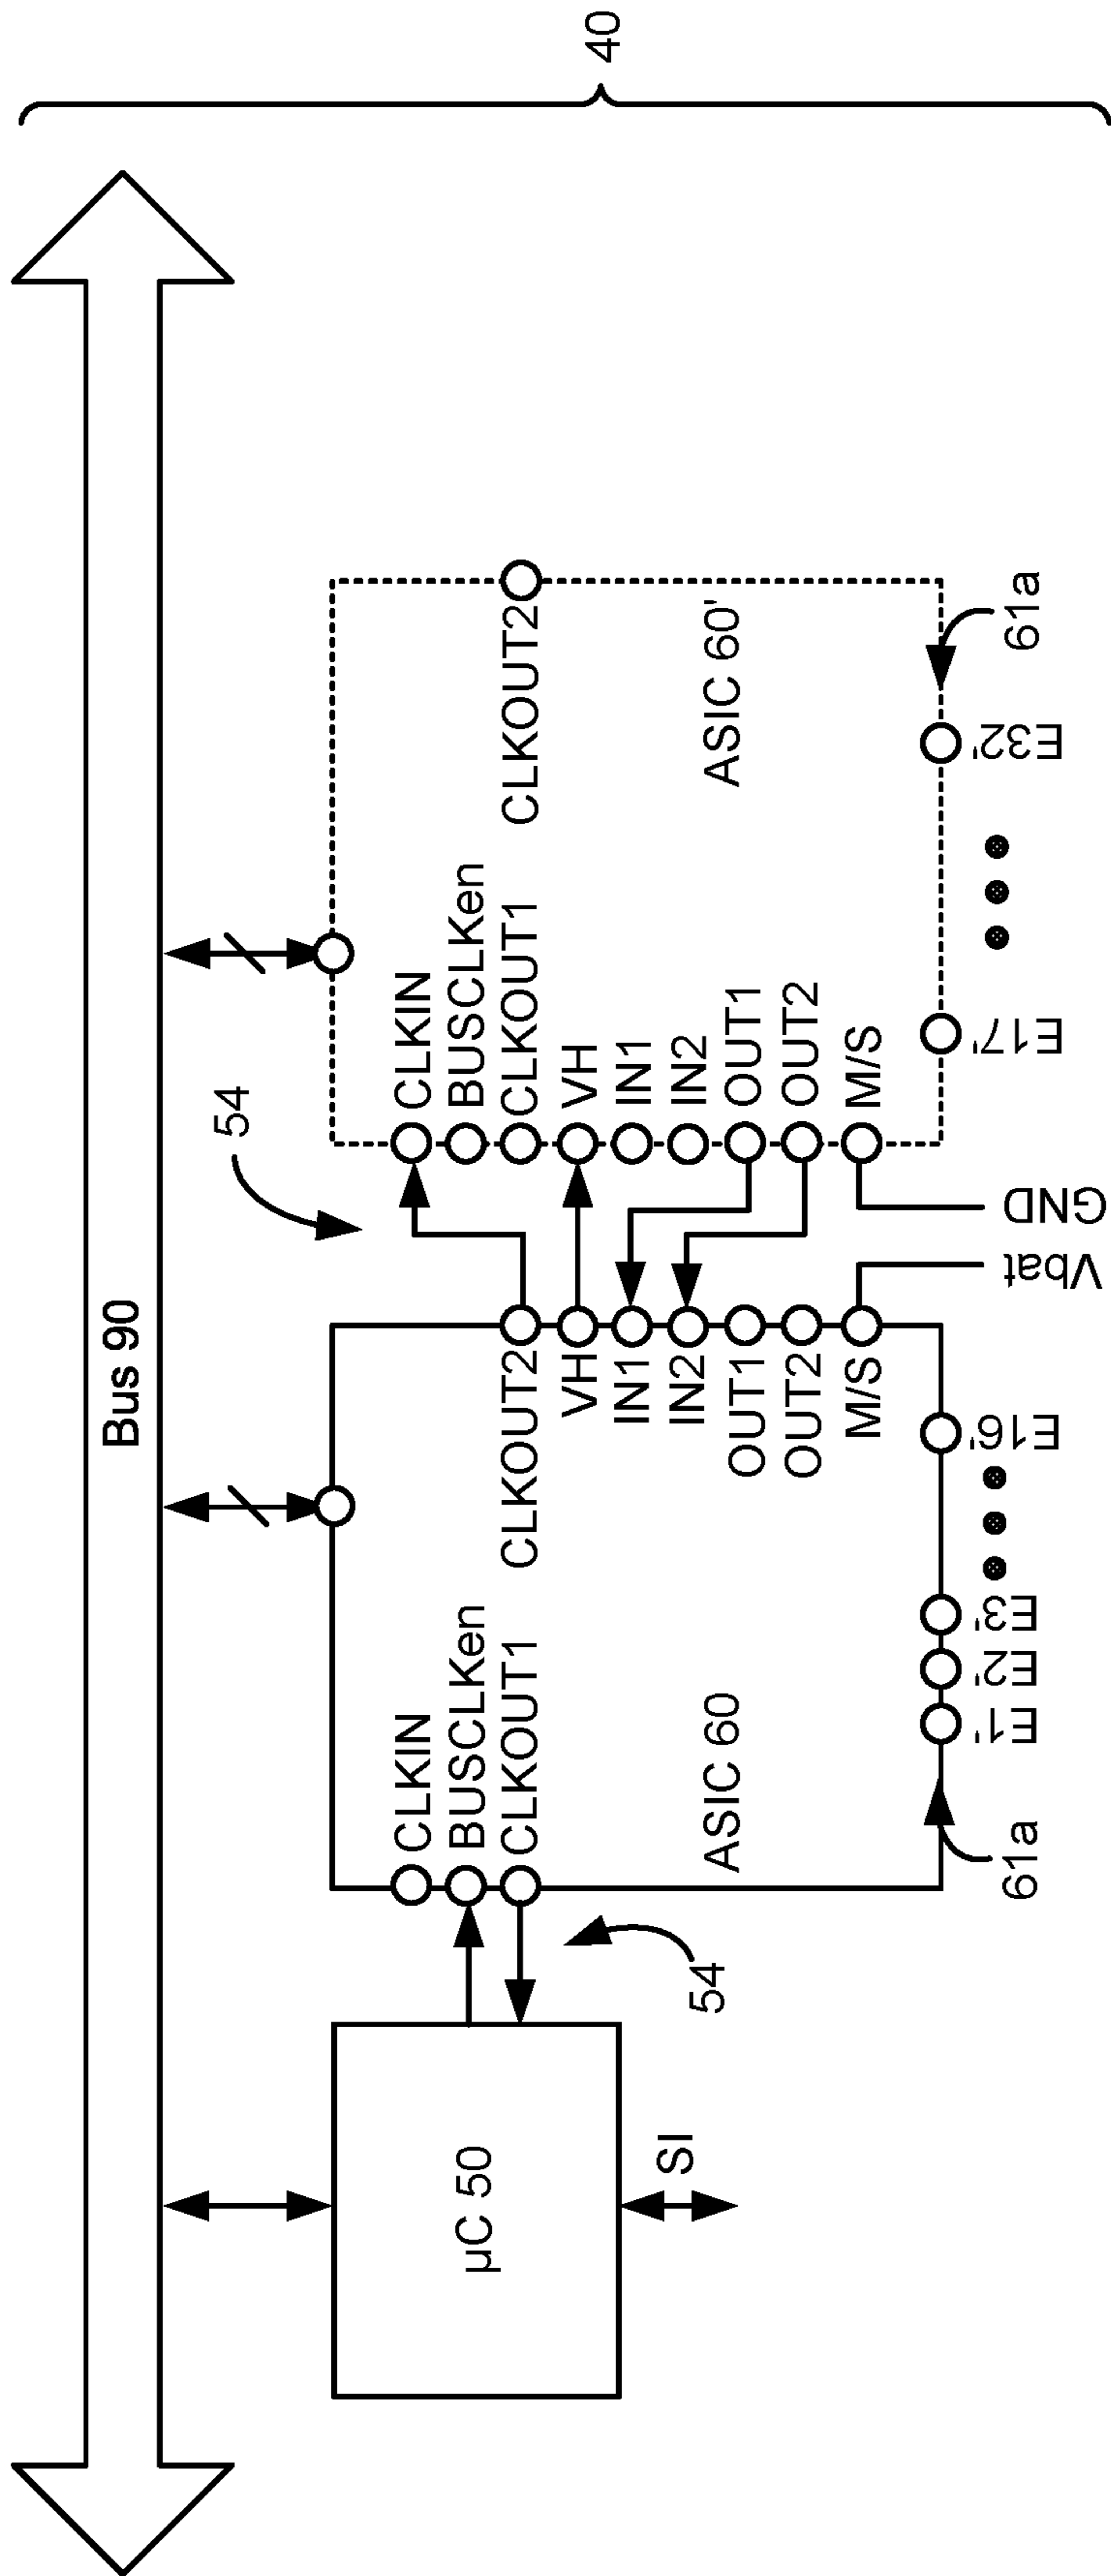 40
Bus 90
54
µC 50
SI
54
CLKIN
BUSCLKen
CLKOUT1
CLKOUT2
VH
IN1
IN2
OUT1
OUT2
M/S
ASIC 60
61a
E1'
E2'
E3'
E16'
Vbat
GND
CLKIN
BUSCLKen
CLKOUT1
CLKOUT2
VH
IN1
IN2
OUT1
OUT2
M/S
ASIC 60'
E17'
E32'
61a